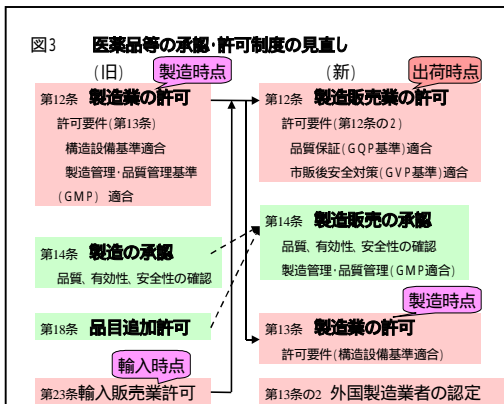 図3 医薬品等の承認・許可制度の見直し
(旧) 製造時点
第12条 製造業の許可
許可要件(第13条)
構造設備基準適合
製造管理・品質管理基準
(GMP) 適合
第14条 製造の承認
品質、有効性、安全性の確認
第18条 品目追加許可
輸入時点
第23条輸入販売業許可
(新) 出荷時点
第12条 製造販売業の許可
許可要件(第12条の2)
品質保証(GQP基準)適合
市販後安全対策(GVP基準)適合
第14条 製造販売の承認
品質、有効性、安全性の確認
製造管理・品質管理(GMP適合)
製造時点
第13条 製造業の許可
許可要件(構造設備基準適合)
第13条の2 外国製造業者の認定